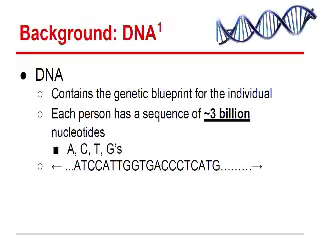 Background: DNA1
● DNA
○ Contains the genetic blueprint for the individual
○ Each person has a sequence of ~3 billion
nucleotides
■ A, C, T, G's
○ ← ...ATCCATTGGTGACCCTCATG.........→